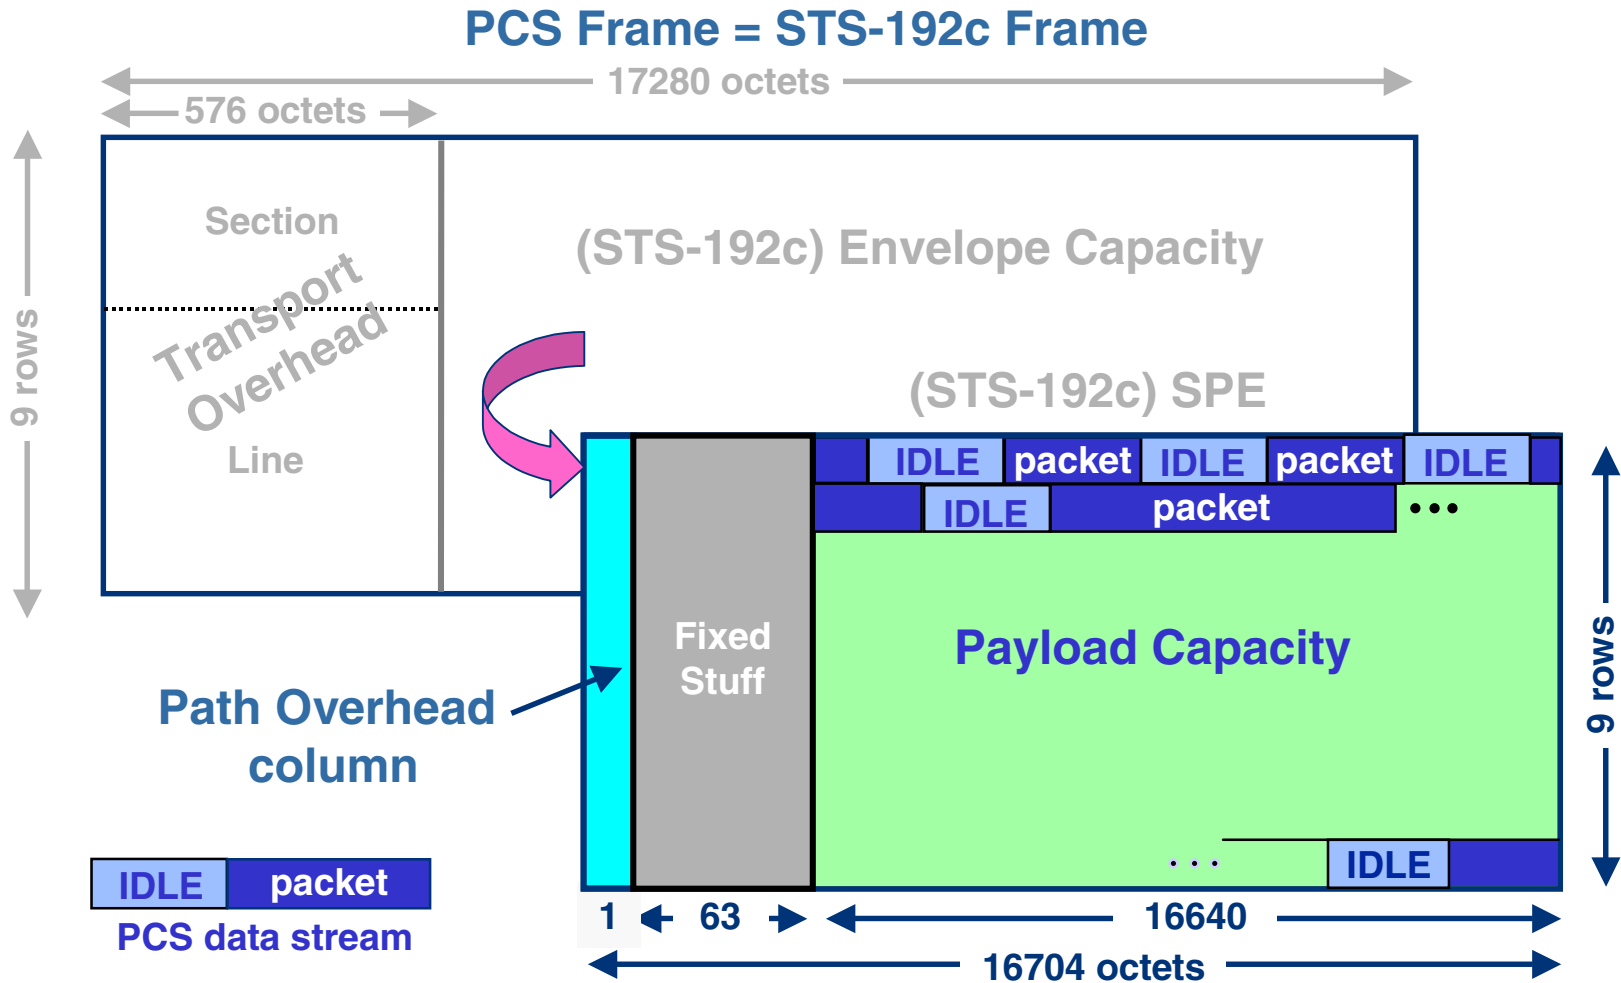 PCS Frame = STS-192c Frame
17280 octets
576 octets
9 rows
Section
Transport
Overhead
Line
(STS-192c) Envelope Capacity
(STS-192c) SPE
IDLE packet IDLE packet IDLE
IDLE packet •••
Fixed
Stuff
Payload Capacity
9 rows
Path Overhead
column
• • • IDLE
IDLE packet
PCS data stream
1 63 16640
16704 octets